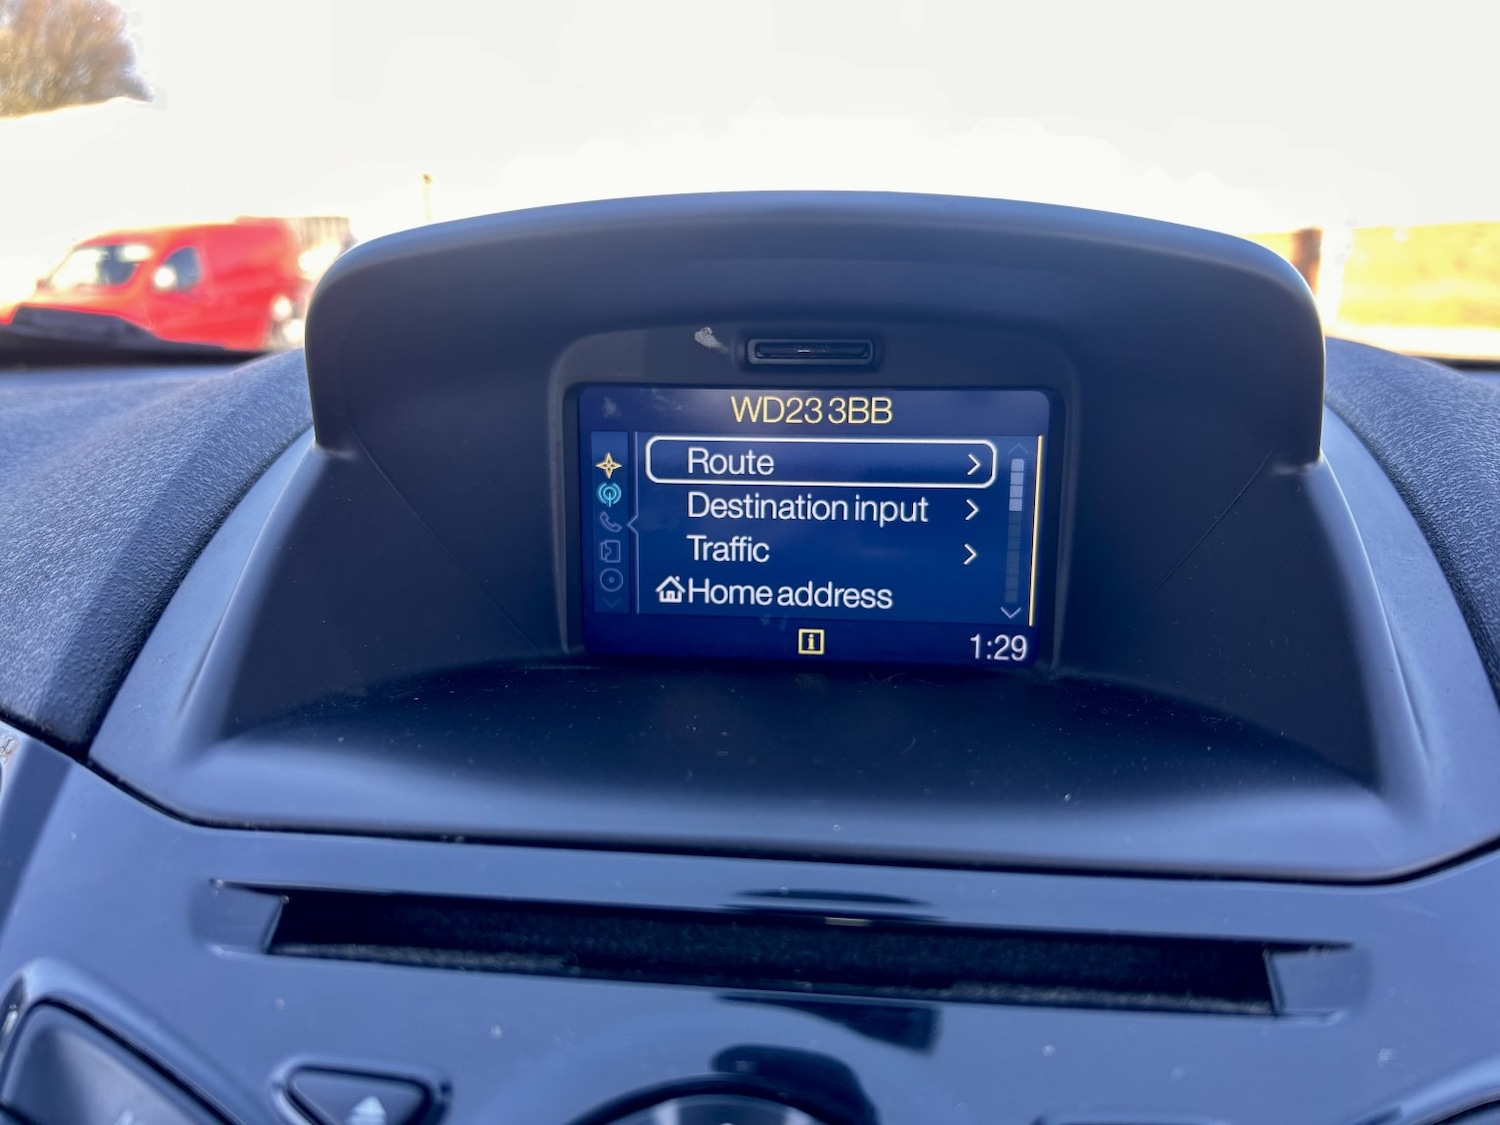 WD23 3BB
Route
Destination input
Traffic
Home address
i
1:29